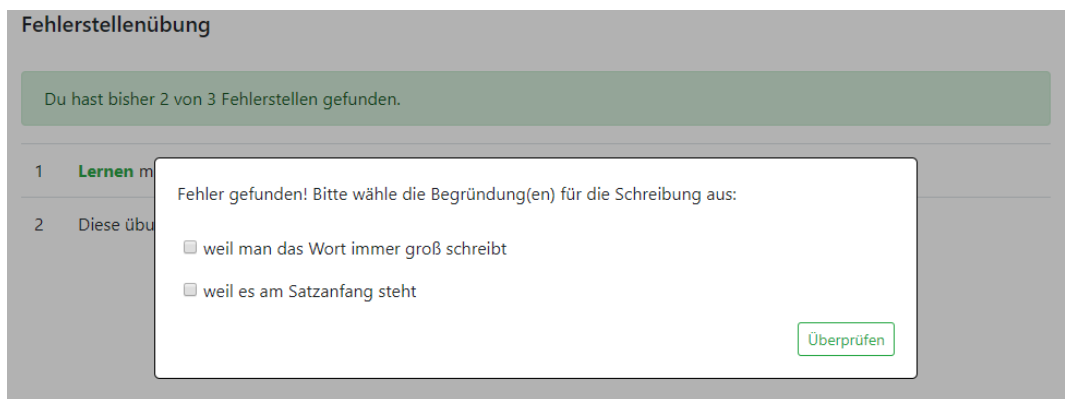 Fehlerstellenübung
Du hast bisher 2 von 3 Fehlerstellen gefunden.
1 Lernen m
Fehler gefunden! Bitte wähle die Begründung(en) für die Schreibung aus:
2 Diese übu
weil man das Wort immer groß schreibt
weil es am Satzanfang steht
Überprüfen